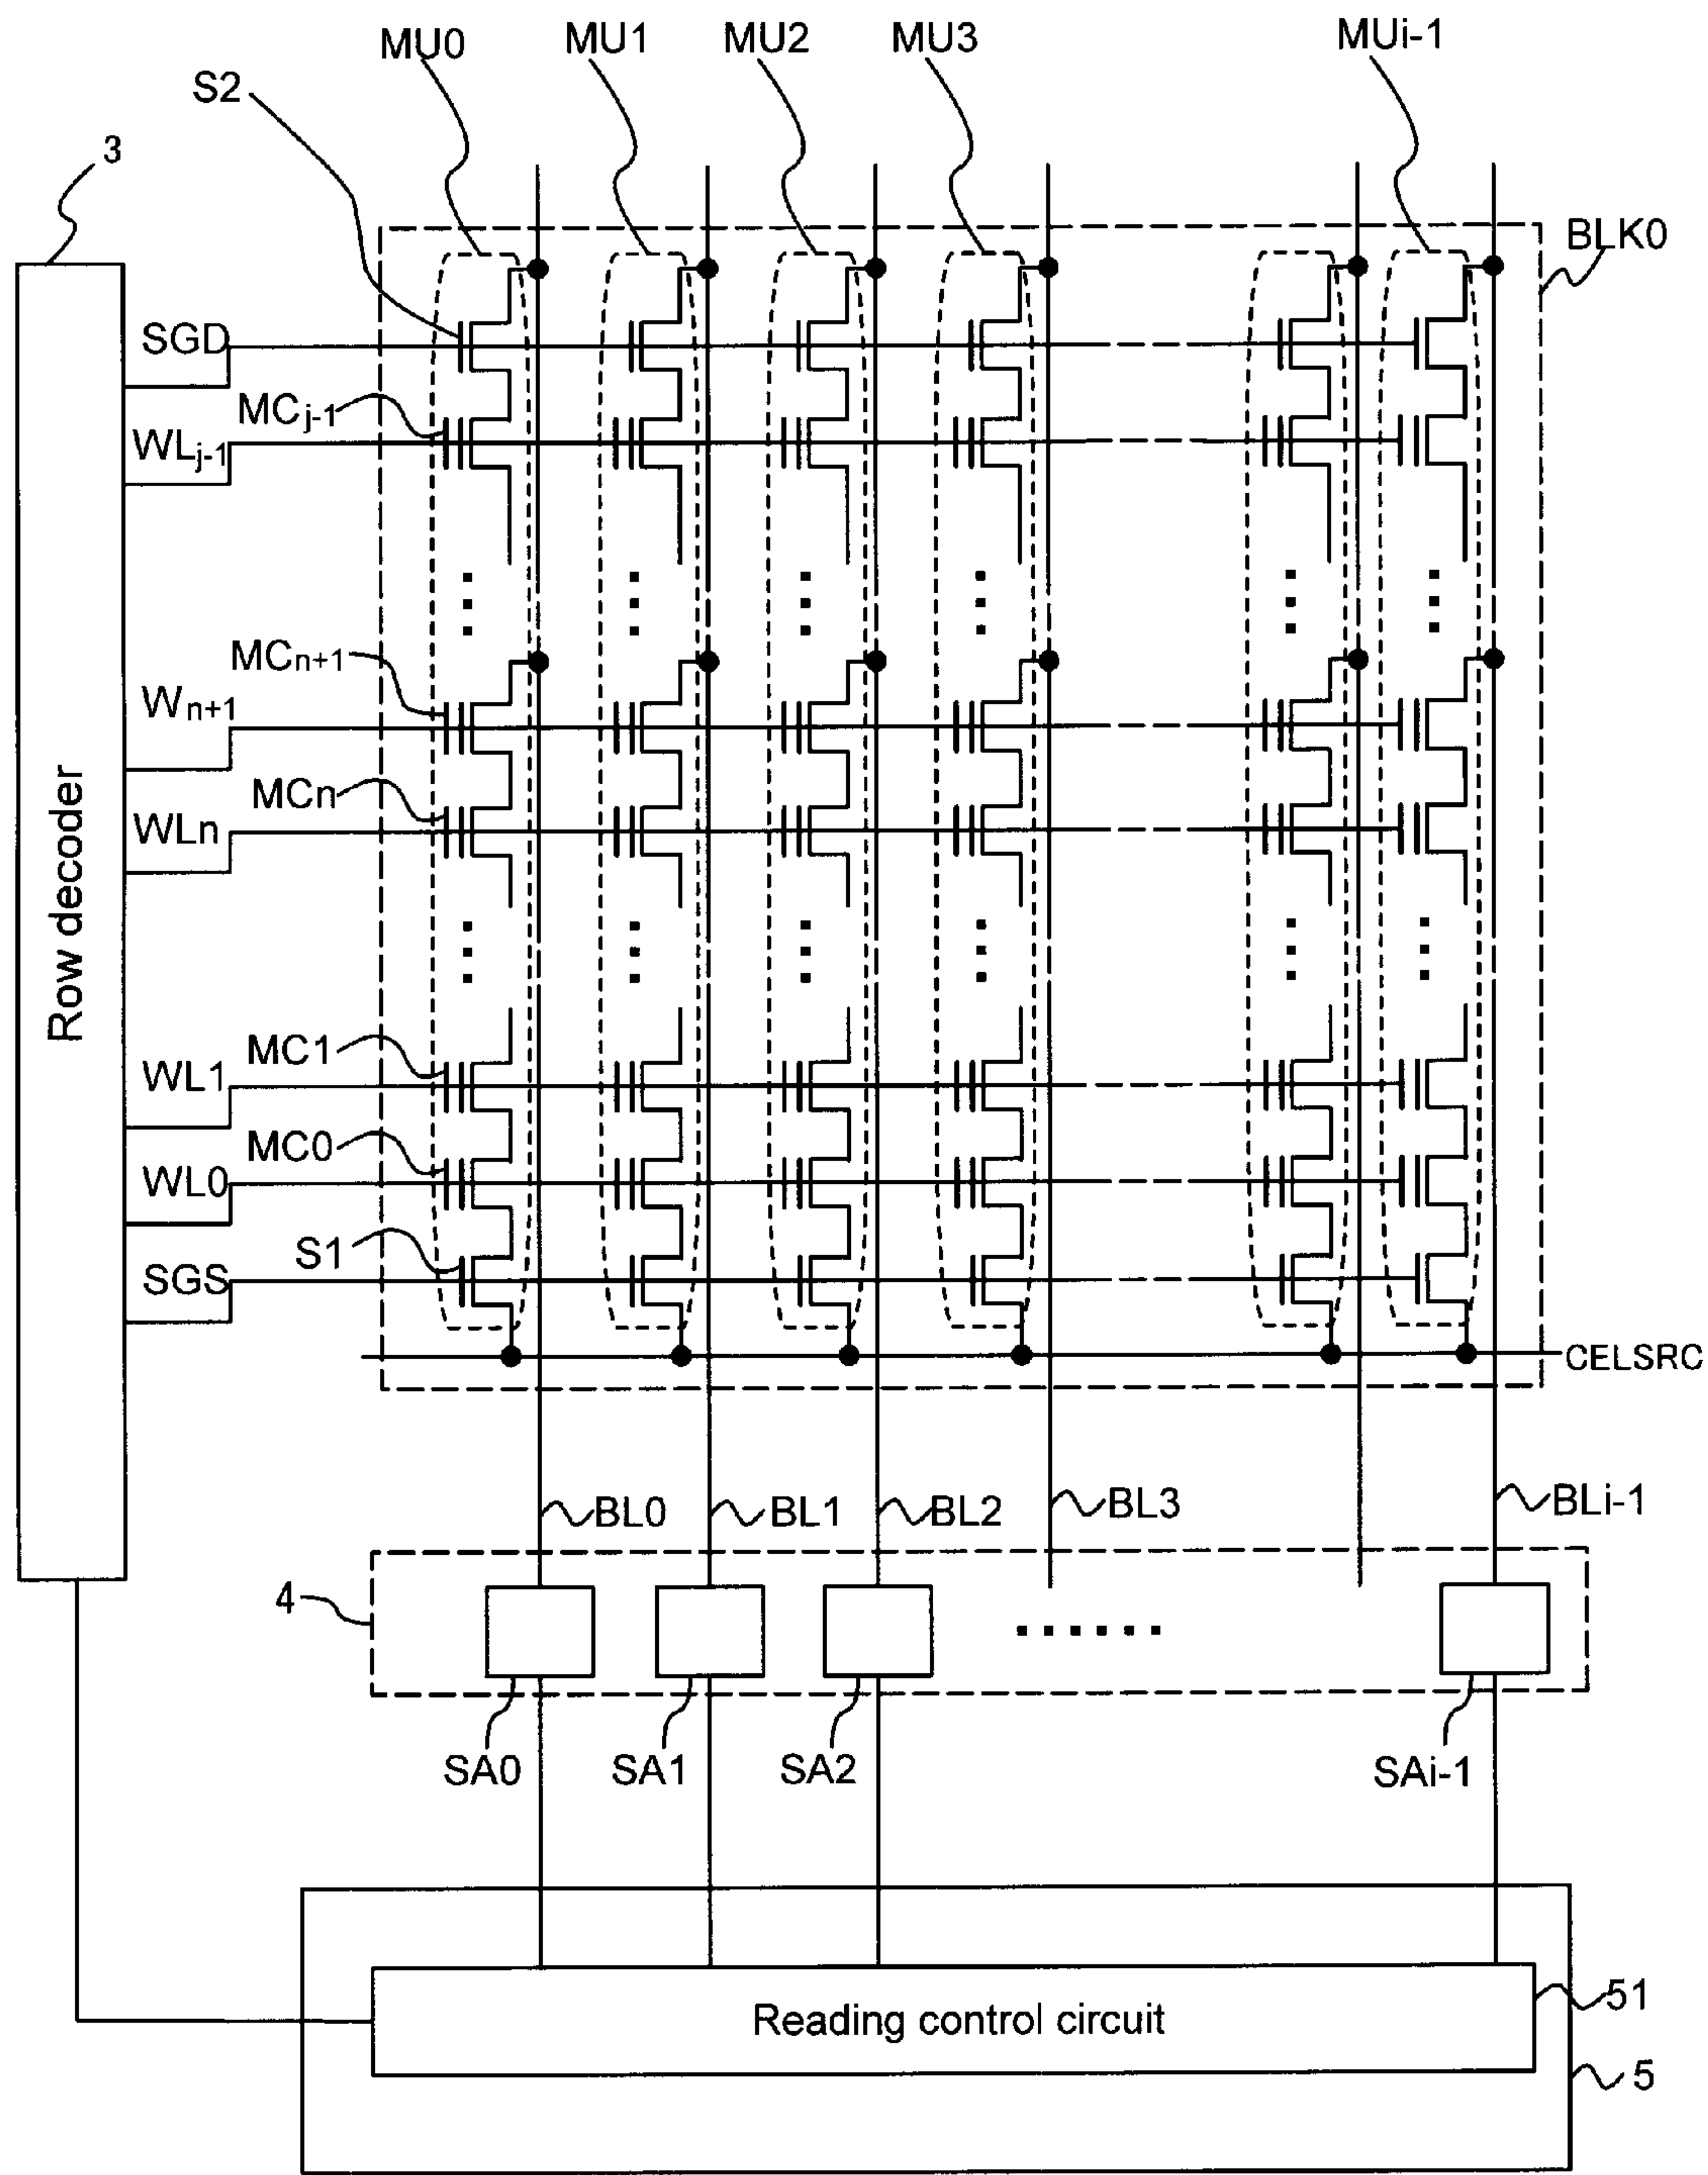 MU0
MU1
MU2
MU3
MUi-1
S2
3
BLK0
SGD
MCj-1
WLj-1
MCn+1
Wn+1
MCn
WLn
Row decoder
MC1
WL1
MC0
WL0
S1
SGS
CELSRC
BL0
BL1
BL2
BL3
BLi-1
4
SA0
SA1
SA2
SAi-1
51
Reading control circuit
5